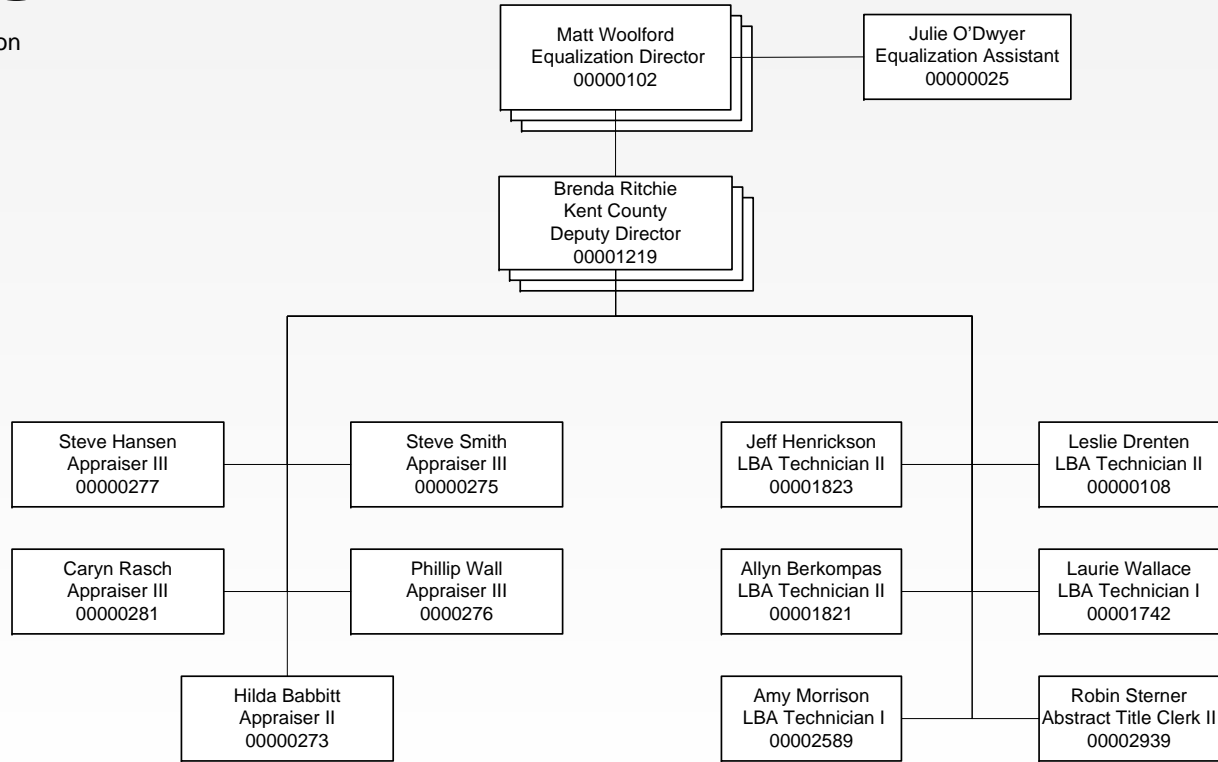 on
Matt Woolford
Equalization Director
00000102
Julie O'Dwyer
Equalization Assistant
00000025
Brenda Ritchie
Kent County
Deputy Director
00001219
Steve Hansen
Appraiser III
00000277
Steve Smith
Appraiser III
00000275
Jeff Henrickson
LBA Technician II
00001823
Leslie Drenten
LBA Technician II
00000108
Caryn Rasch
Appraiser III
00000281
Phillip Wall
Appraiser III
0000276
Allyn Berkompas
LBA Technician II
00001821
Laurie Wallace
LBA Technician I
00001742
Hilda Babbitt
Appraiser II
00000273
Amy Morrison
LBA Technician I
00002589
Robin Sterner
Abstract Title Clerk II
00002939